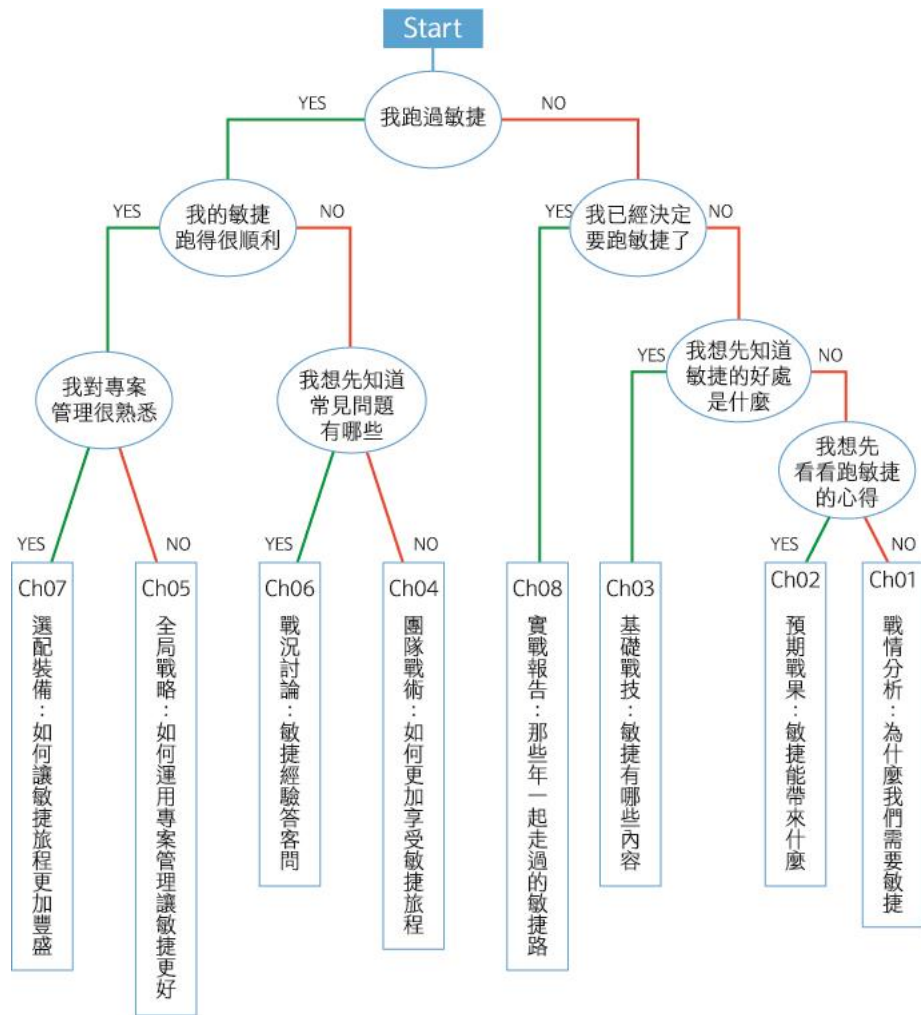 Start
我跑過敏捷
YES
NO
我的敏捷
跑得很順利
YES
NO
我已經決定
要跑敏捷了
YES
NO
我對專案
管理很熟悉
我想先知道
常見問題
有哪些
我想先知道
敏捷的好處
是什麼
YES
NO
我想先
看看跑敏捷
的心得
YES
NO
YES
NO
YES
NO
Ch07
選配裝備：如何讓敏捷旅程更加豐盛
Ch05
全局戰略：如何運用專案管理讓敏捷更好
Ch06
戰況討論：敏捷經驗答客問
Ch04
團隊戰術：如何更加享受敏捷旅程
Ch08
實戰報告：那些年一起走過的敏捷路
Ch03
基礎戰技：敏捷有哪些內容
Ch02
預期戰果：敏捷能帶來什麼
Ch01
戰情分析：為什麼我們需要敏捷